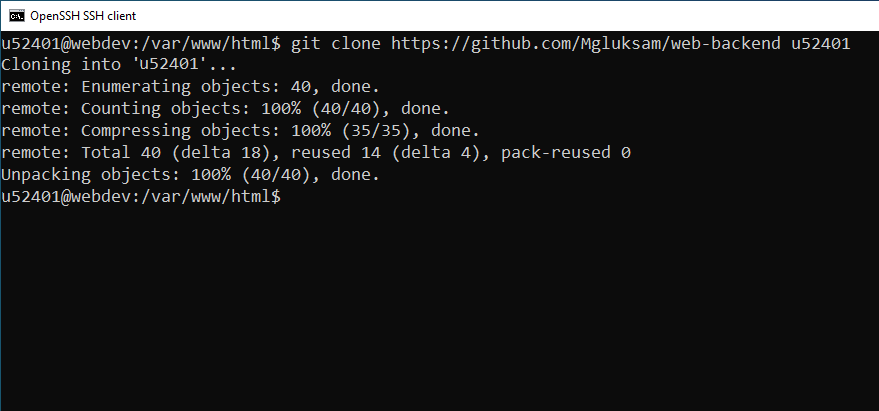 OpenSSH SSH client
u52401@webdev:/var/www/html$ git clone https://github.com/Mgluksam/web-backend u52401
Cloning into 'u52401'...
remote: Enumerating objects: 40, done.
remote: Counting objects: 100% (40/40), done.
remote: Compressing objects: 100% (35/35), done.
remote: Total 40 (delta 18), reused 14 (delta 4), pack-reused 0
Unpacking objects: 100% (40/40), done.
u52401@webdev:/var/www/html$